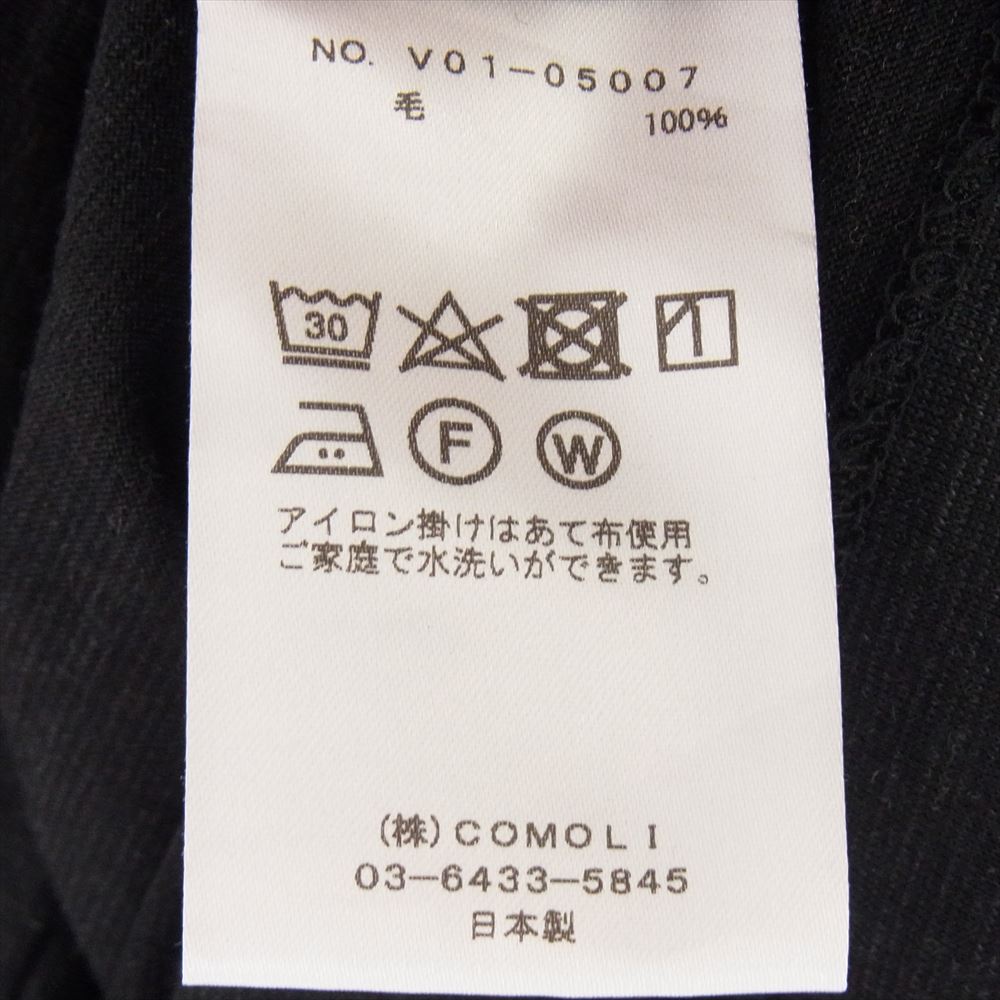 NO. V01-05007
毛 100%
30
F W
アイロン掛けはあて布使用
ご家庭で水洗いができます。
(株)COMOLI
03-6433-5845
日本製